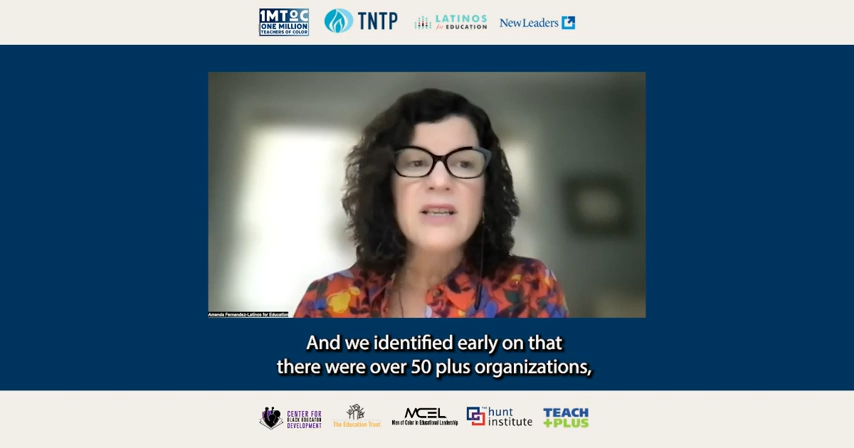 1MTOC
ONE MILLION
TEACHERS OF COLOR
TNTP
LATINOS
for EDUCATION
NewLeaders
Amanda Fernandez-Latinos for Education
And we identified early on that
there were over 50 plus organizations,
CENTER FOR
BLACK EDUCATOR
DEVELOPMENT
The Education Trust
MCEL
Men of Color in Educational Leadership
THE hunt
institute
TEACH
+PLUS